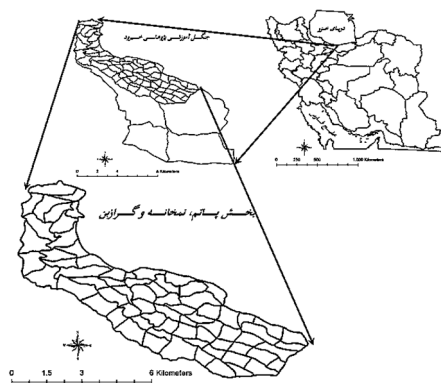 جنگل آموزشی پژوهشی خیرود
دریای خزر
0 2 4 8 Kilometers
0 250 500 1,000 Kilometers
بخش پاتم، نمخانه و گرازبن
0 1.5 3 6 Kilometers